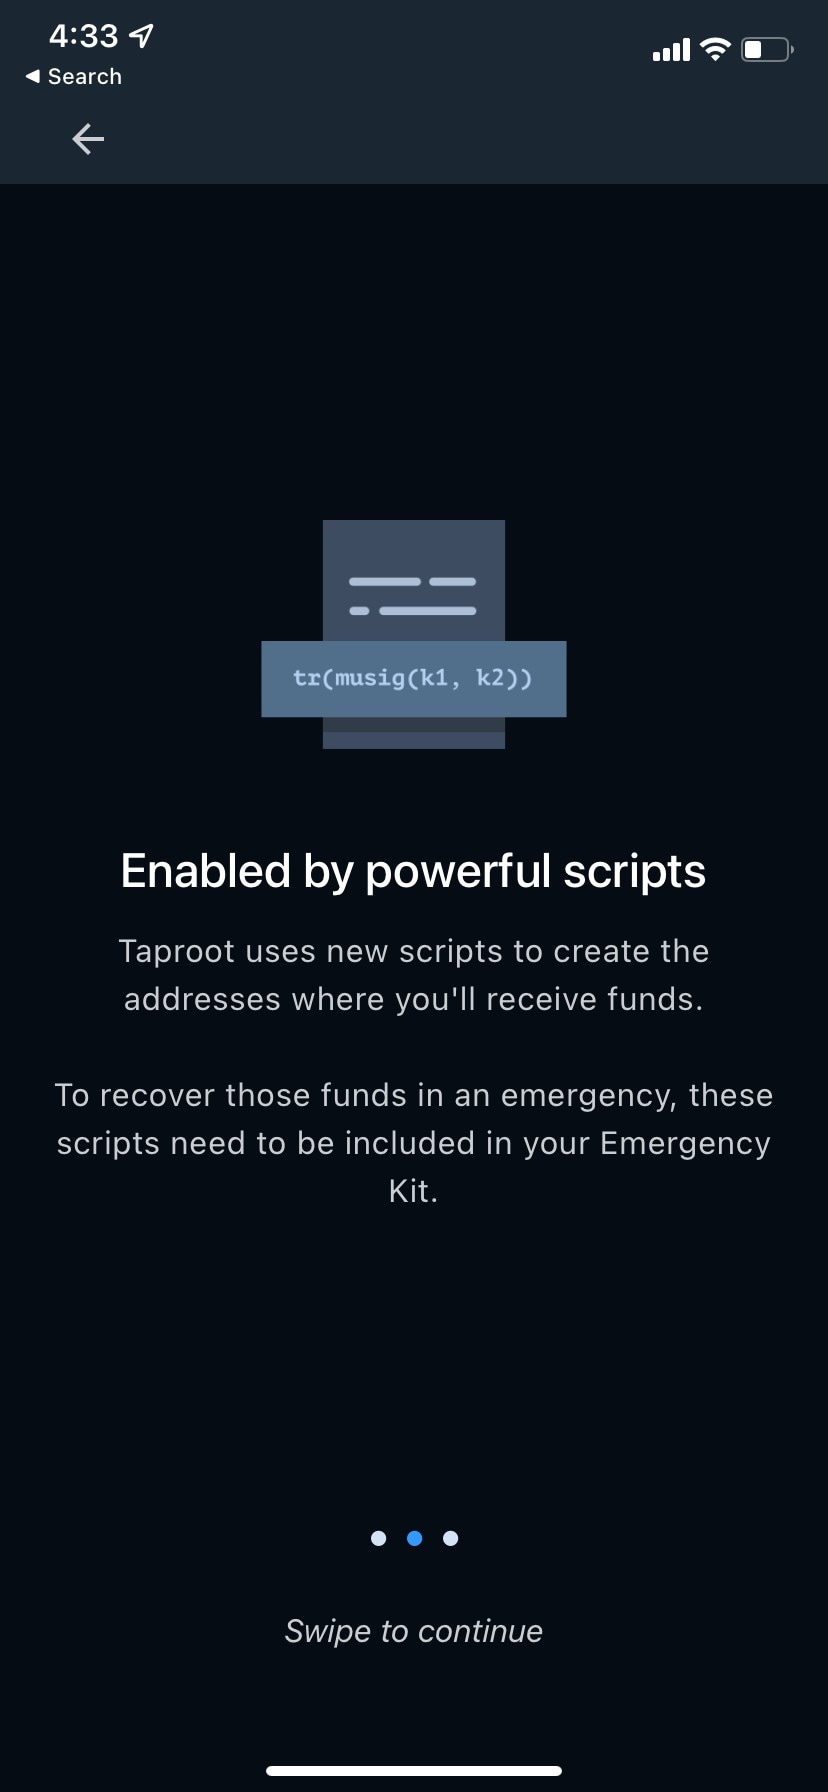 4:33
Search
tr(musig(k1, k2))
Enabled by powerful scripts
Taproot uses new scripts to create the
addresses where you'll receive funds.
To recover those funds in an emergency, these
scripts need to be included in your Emergency
Kit.
Swipe to continue